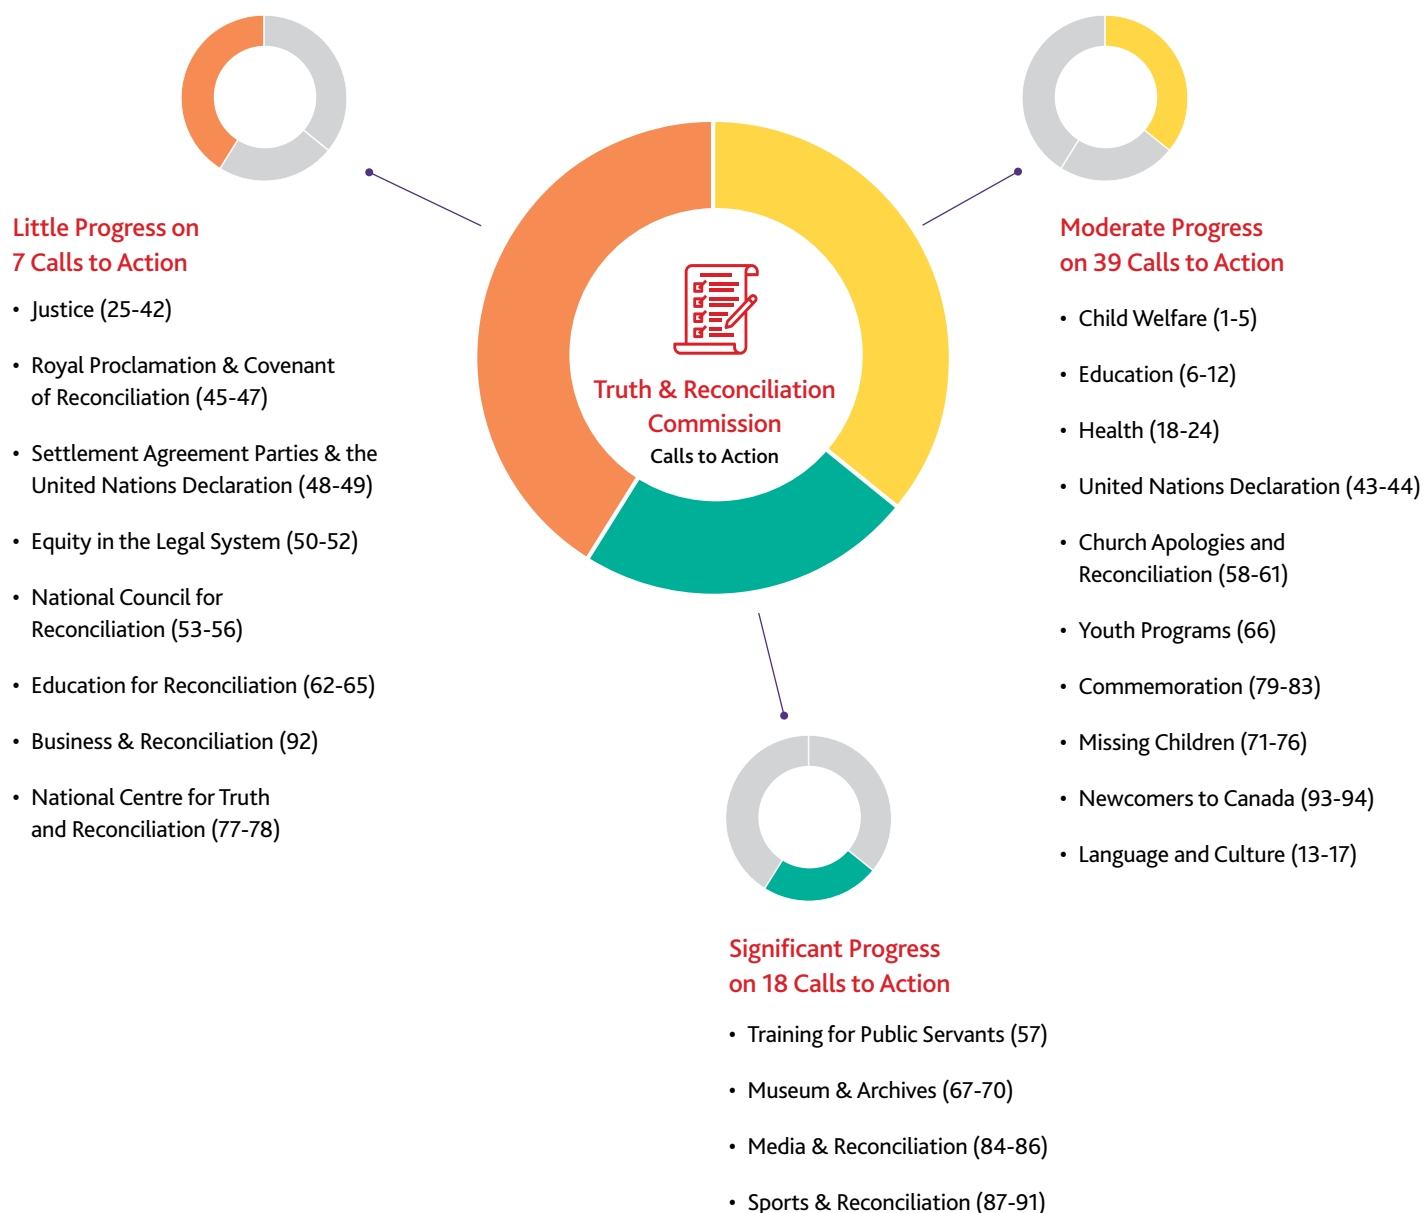 Truth & Reconciliation
Commission
Calls to Action
Little Progress on
7 Calls to Action
• Justice (25-42)
• Royal Proclamation & Covenant
of Reconciliation (45-47)
• Settlement Agreement Parties & the
United Nations Declaration (48-49)
• Equity in the Legal System (50-52)
• National Council for
Reconciliation (53-56)
• Education for Reconciliation (62-65)
• Business & Reconciliation (92)
• National Centre for Truth
and Reconciliation (77-78)
Moderate Progress
on 39 Calls to Action
• Child Welfare (1-5)
• Education (6-12)
• Health (18-24)
• United Nations Declaration (43-44)
• Church Apologies and
Reconciliation (58-61)
• Youth Programs (66)
• Commemoration (79-83)
• Missing Children (71-76)
• Newcomers to Canada (93-94)
• Language and Culture (13-17)
Significant Progress
on 18 Calls to Action
• Training for Public Servants (57)
• Museum & Archives (67-70)
• Media & Reconciliation (84-86)
• Sports & Reconciliation (87-91)